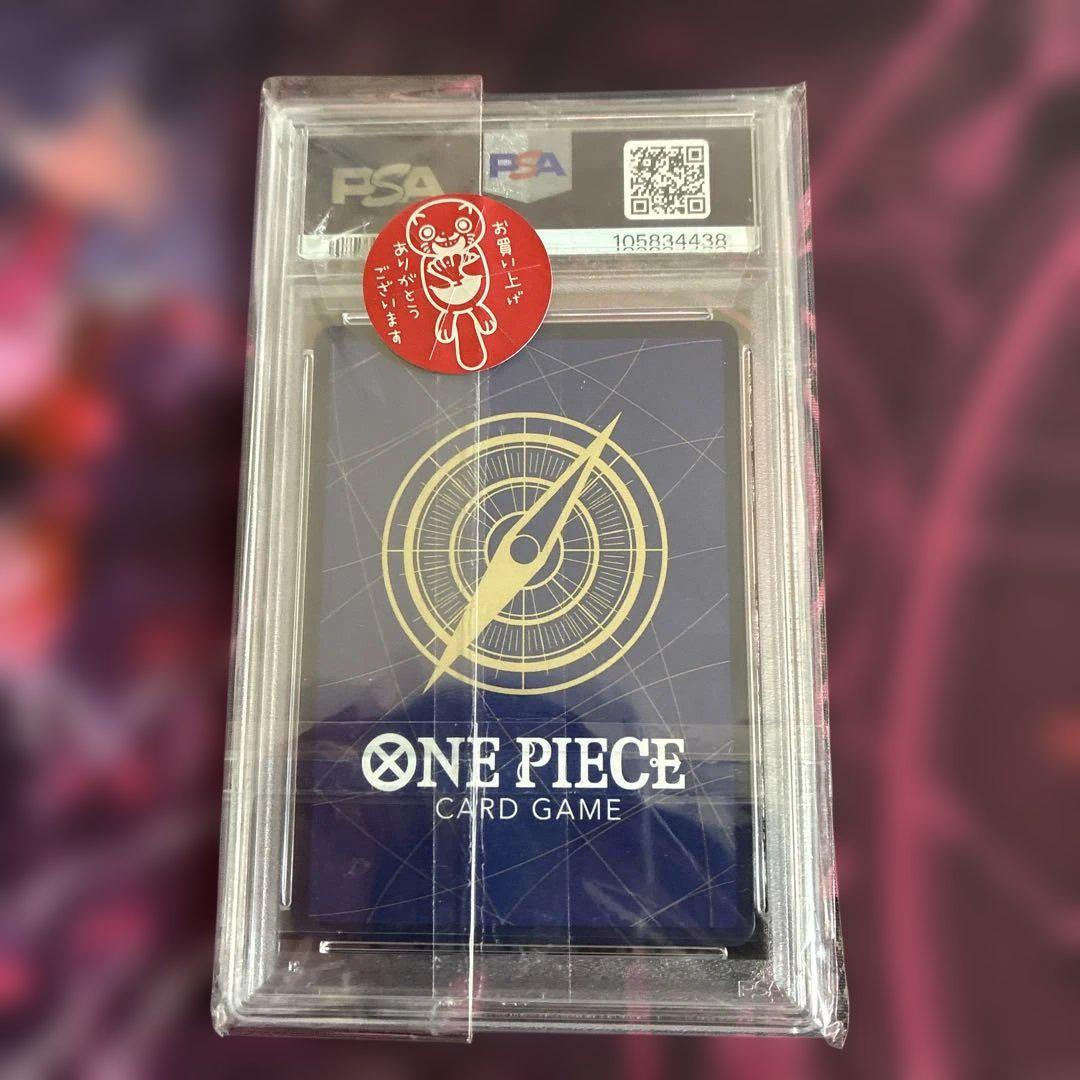 PSA
PSA
105834438
お買い上げ
ありがとう
ございます
ONE PIECE
CARD GAME